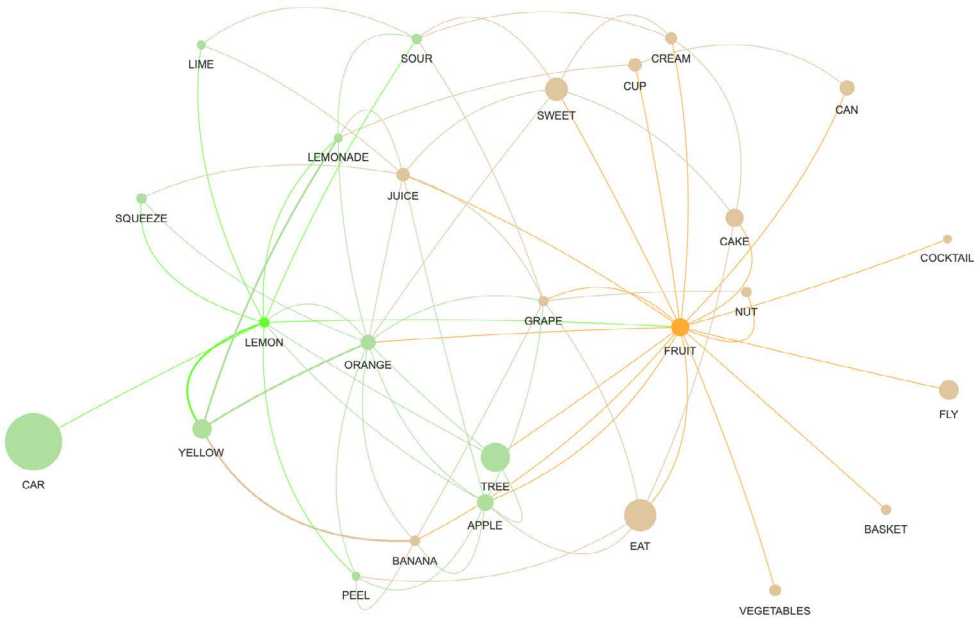 LIME
SOUR
CREAM
CUP
SWEET
CAN
LEMONADE
JUICE
SQUEEZE
CAKE
COCKTAIL
NUT
GRAPE
LEMON
FRUIT
ORANGE
FLY
YELLOW
CAR
TREE
APPLE
BASKET
EAT
BANANA
PEEL
VEGETABLES